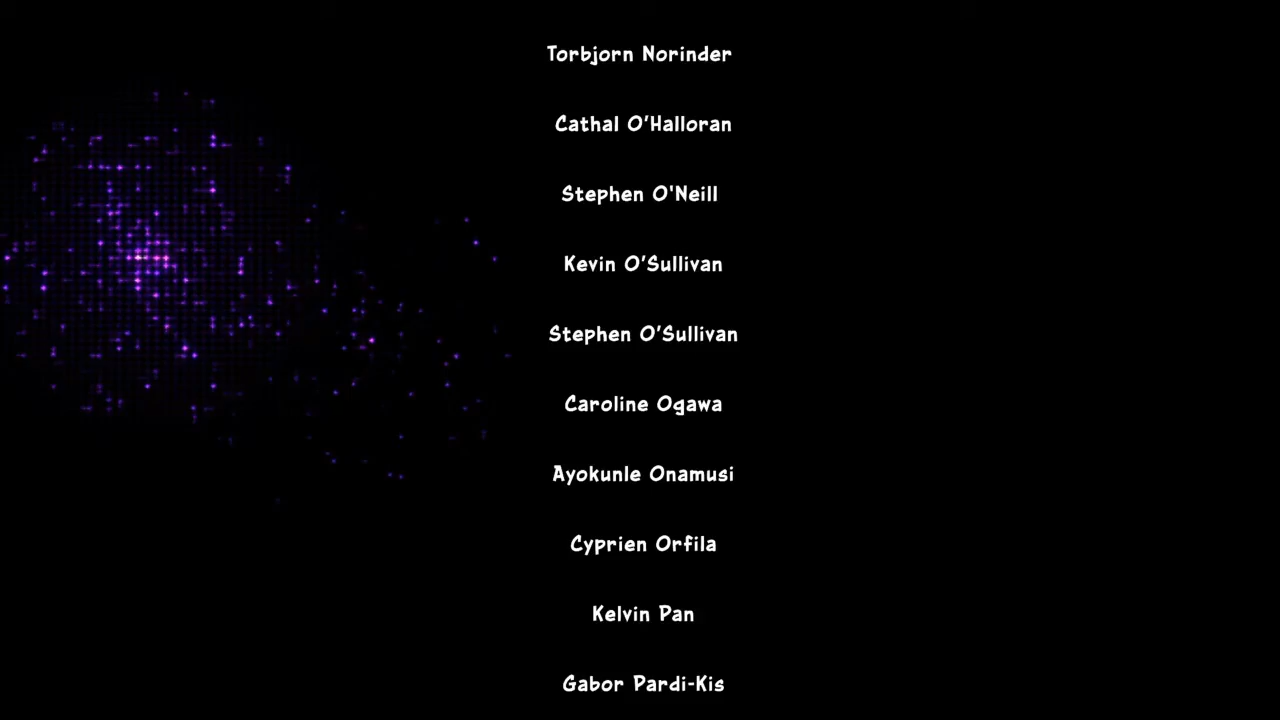 Torbjorn Norinder
Cathal O'Halloran
Stephen O'Neill
Kevin O'Sullivan
Stephen O'Sullivan
Caroline Ogawa
Ayokunle Onamusi
Cyprien Orfila
Kelvin Pan
Gabor Pardi-Kis